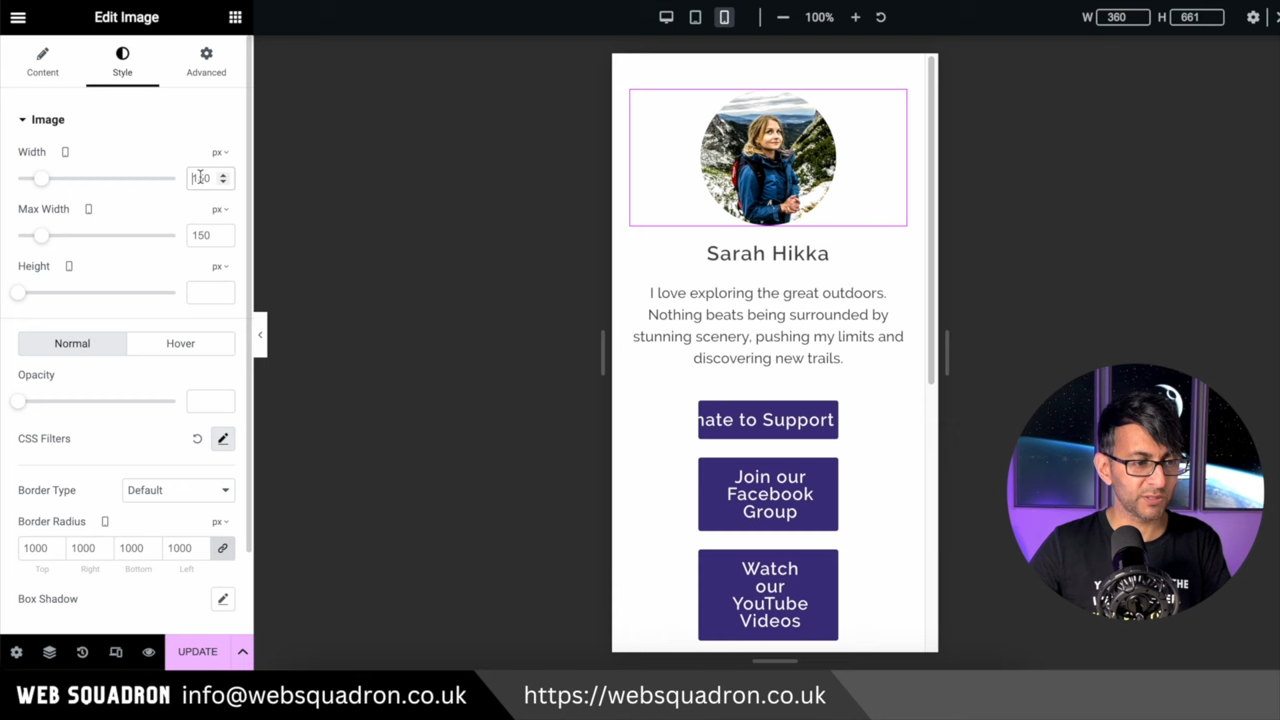 Edit Image
100%
W 360 H 661
Content Style Advanced
Image
Width px
Max Width px
150
Height px
Normal Hover
Opacity
CSS Filters
Border Type Default
Border Radius px
1000 1000 1000 1000
Top Right Bottom Left
Box Shadow
UPDATE
Sarah Hikka
I love exploring the great outdoors.
Nothing beats being surrounded by
stunning scenery, pushing my limits and
discovering new trails.
nate to Support
Join our
Facebook
Group
Watch
our
YouTube
Videos
WEB SQUADRON info@websquadron.co.uk https://websquadron.co.uk